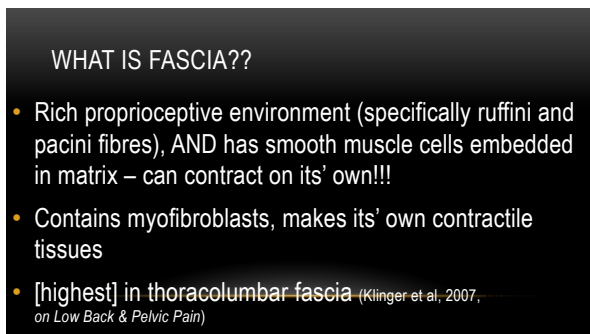 WHAT IS FASCIA??
• Rich proprioceptive environment (specifically ruffini and
pacini fibres), AND has smooth muscle cells embedded
in matrix – can contract on its' own!!!
• Contains myofibroblasts, makes its' own contractile
tissues
• [highest] in thoracolumbar fascia (Klinger et al, 2007,
on Low Back & Pelvic Pain)